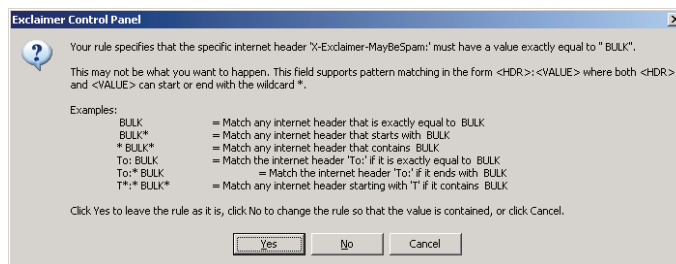 Exclaimer Control Panel
Your rule specifies that the specific internet header 'X-Exclaimer-MayBeSpam:' must have a value exactly equal to " BULK".
This may not be what you want to happen. This field supports pattern matching in the form <HDR>:<VALUE> where both <HDR>
and <VALUE> can start or end with the wildcard *.
Examples:
BULK = Match any internet header that is exactly equal to BULK
BULK* = Match any internet header that starts with BULK
* BULK* = Match any internet header that contains BULK
To: BULK = Match the internet header 'To:' if it is exactly equal to BULK
To:* BULK = Match the internet header 'To:' if it ends with BULK
T*:* BULK* = Match any internet header starting with 'T' if it contains BULK
Click Yes to leave the rule as it is, click No to change the rule so that the value is contained, or click Cancel.
Yes No Cancel